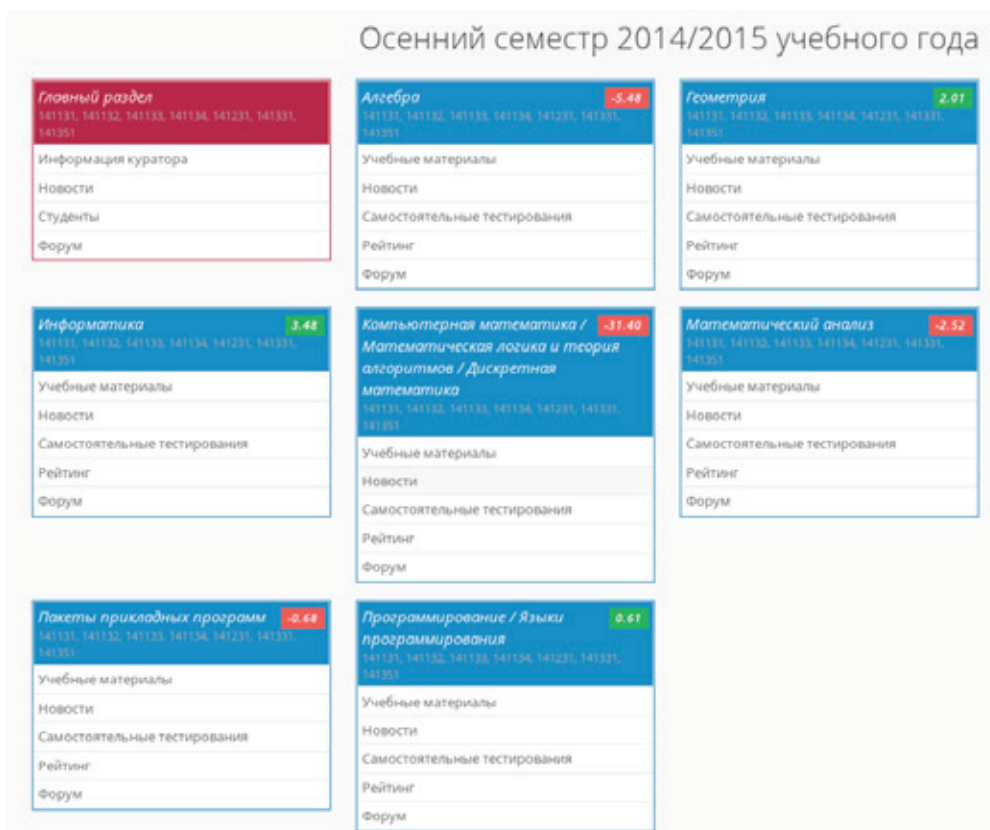 Осенний семестр 2014/2015 учебного года
Главный раздел
141131, 141132, 141133, 141134, 141231, 141331,
141351
Информация куратора
Новости
Студенты
Форум
Алгебра
-5.48
141131, 141132, 141133, 141134, 141231, 141331,
141351
Учебные материалы
Новости
Самостоятельные тестирования
Рейтинг
Форум
Геометрия
2.01
141131, 141132, 141133, 141134, 141231, 141331,
141351
Учебные материалы
Новости
Самостоятельные тестирования
Рейтинг
Форум
Информатика
3.48
141131, 141132, 141133, 141134, 141231, 141331,
141351
Учебные материалы
Новости
Самостоятельные тестирования
Рейтинг
Форум
Компьютерная математика /
-31.40
Математическая логика и теория
алгоритмов / Дискретная
математика
141131, 141132, 141133, 141134, 141231, 141331,
141351
Учебные материалы
Новости
Самостоятельные тестирования
Рейтинг
Форум
Математический анализ
-2.52
141131, 141132, 141133, 141134, 141231, 141331,
141351
Учебные материалы
Новости
Самостоятельные тестирования
Рейтинг
Форум
Пакеты прикладных программ
-0.68
141131, 141132, 141133, 141134, 141231, 141331,
141351
Учебные материалы
Новости
Самостоятельные тестирования
Рейтинг
Форум
Программирование / Языки
0.61
программирования
141131, 141132, 141133, 141134, 141231, 141331,
141351
Учебные материалы
Новости
Самостоятельные тестирования
Рейтинг
Форум